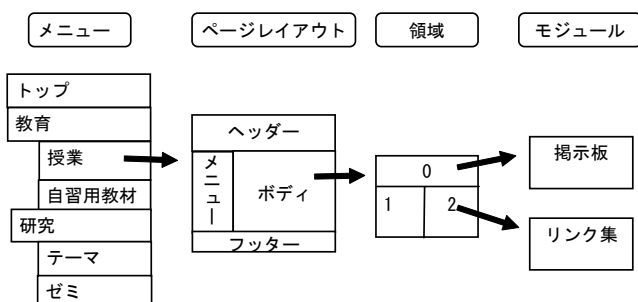 メニュー
ページレイアウト
領域
モジュール
トップ
教育
授業
自習用教材
研究
テーマ
ゼミ
ヘッダー
メニュー
ボディ
フッター
0
1
2
掲示板
リンク集